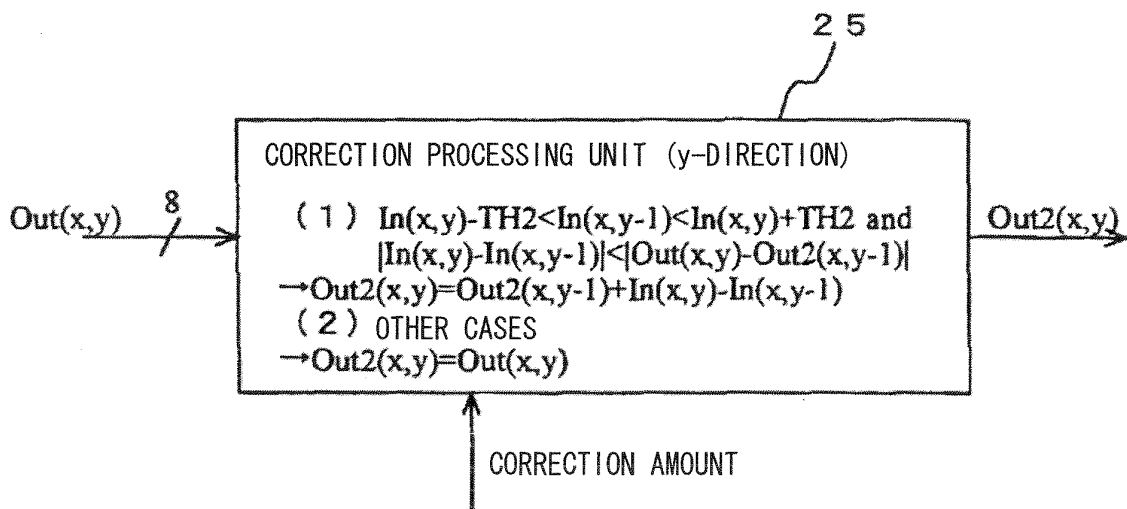 ２５
CORRECTION PROCESSING UNIT (y-DIRECTION)
Out(x,y)
8
（１）In(x,y)-TH2<In(x,y-1)<In(x,y)+TH2 and
|In(x,y)-In(x,y-1)|<|Out(x,y)-Out2(x,y-1)|
→Out2(x,y)=Out2(x,y-1)+In(x,y)-In(x,y-1)
（２）OTHER CASES
→Out2(x,y)=Out(x,y)
Out2(x,y)
CORRECTION AMOUNT